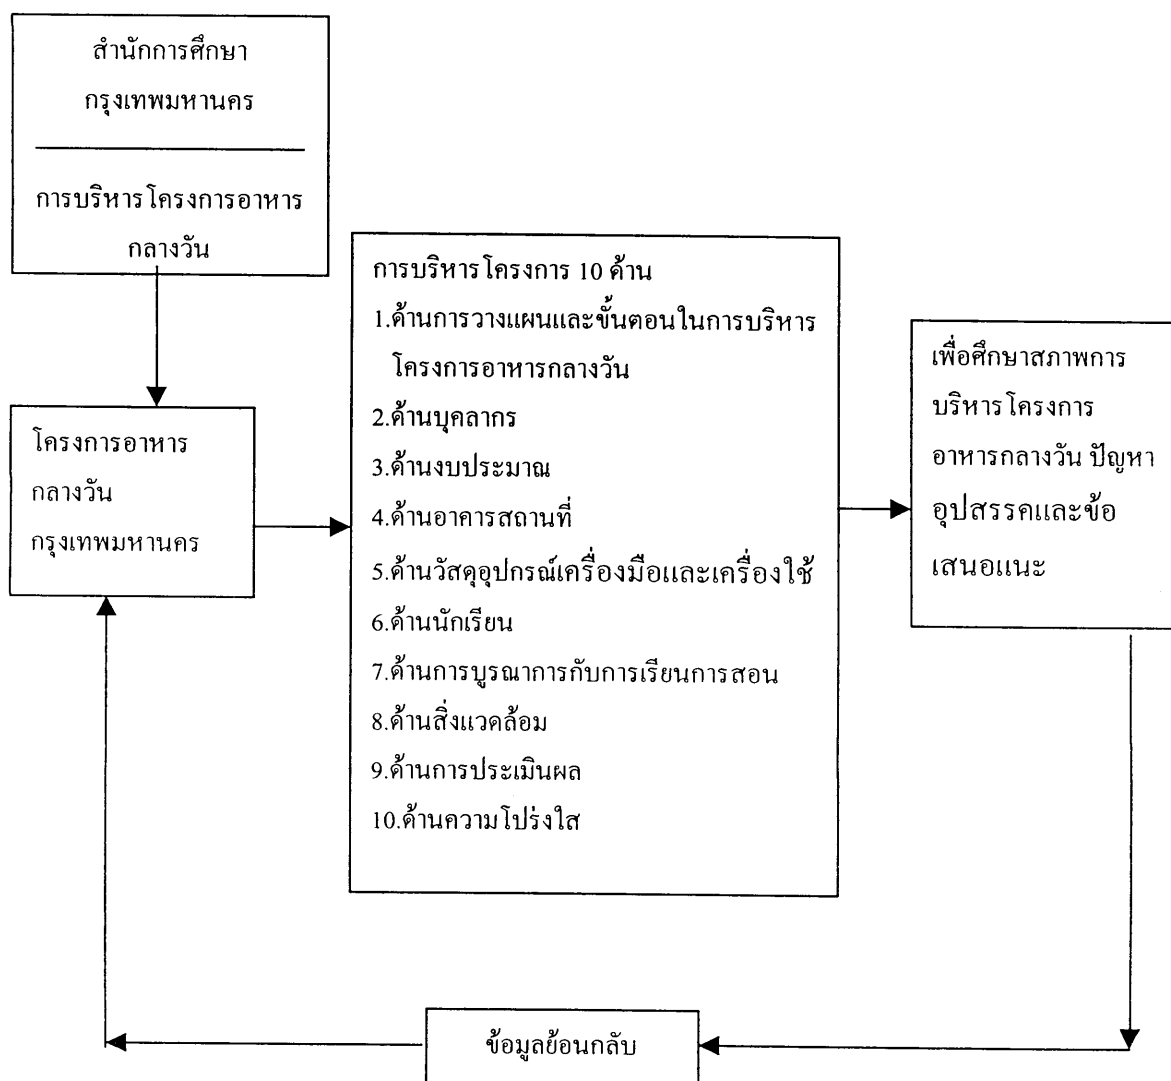 สำนักการศึกษา
กรุงเทพมหานคร
การบริหารโครงการอาหาร
กลางวัน
โครงการอาหาร
กลางวัน
กรุงเทพมหานคร
การบริหารโครงการ 10 ด้าน
1.ด้านการวางแผนและขั้นตอนในการบริหาร
โครงการอาหารกลางวัน
2.ด้านบุคลากร
3.ด้านงบประมาณ
4.ด้านอาคารสถานที่
5.ด้านวัสดุอุปกรณ์เครื่องมือและเครื่องใช้
6.ด้านนักเรียน
7.ด้านการบูรณาการกับการเรียนการสอน
8.ด้านสิ่งแวดล้อม
9.ด้านการประเมินผล
10.ด้านความโปร่งใส
เพื่อศึกษาสภาพการ
บริหารโครงการ
อาหารกลางวัน ปัญหา
อุปสรรคและข้อ
เสนอแนะ
ข้อมูลย้อนกลับ